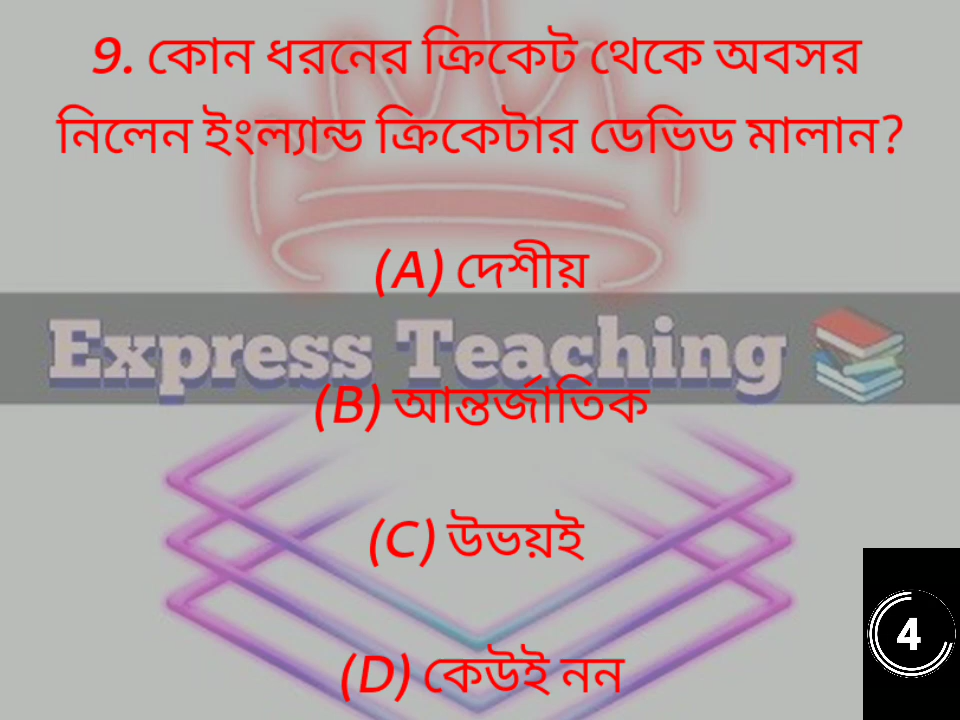 9. কোন ধরনের ক্রিকেট থেকে অবসর
নিলেন ইংল্যান্ড ক্রিকেটার ডেভিড মালান?
(A) দেশীয়
Express Teaching
(B) আন্তর্জাতিক
(C) উভয়ই
(D) কেউই নন
4